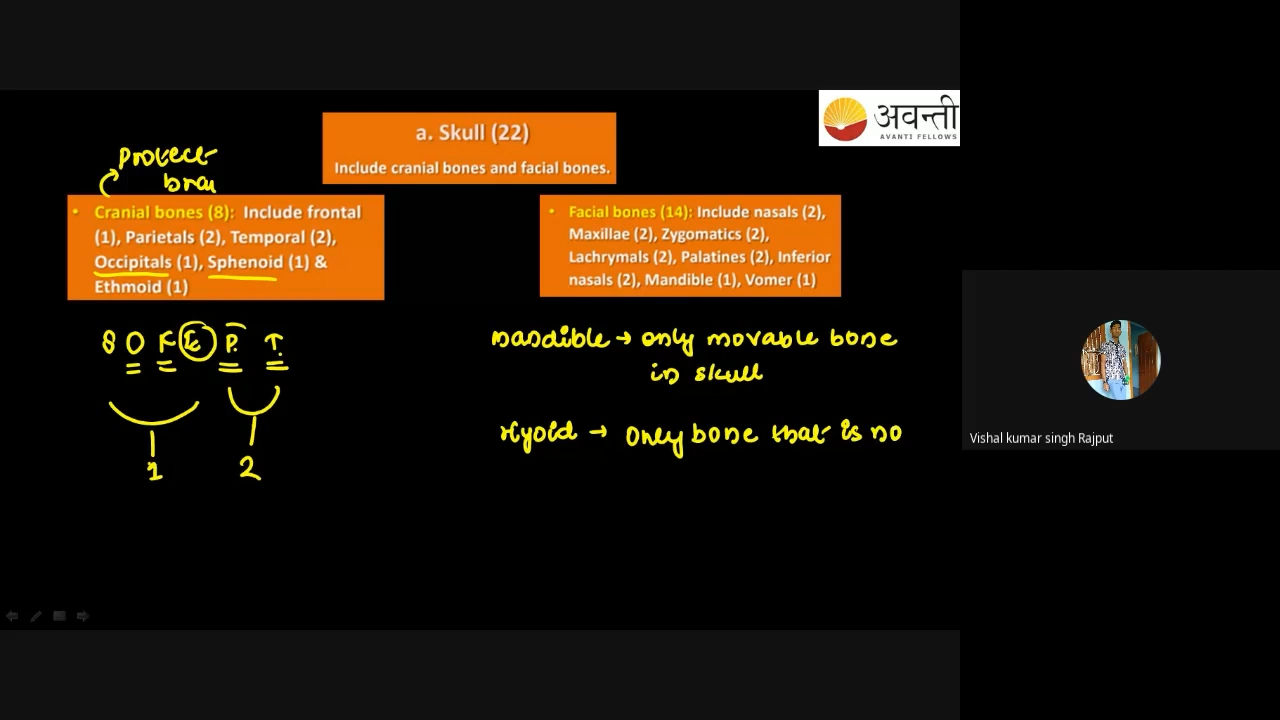 अवन्ती
AVANTI FELLOWS
a. Skull (22)
Include cranial bones and facial bones.
Protect
brai
• Cranial bones (8): Include frontal
(1), Parietals (2), Temporal (2),
Occipitals (1), Sphenoid (1) &
Ethmoid (1)
• Facial bones (14): Include nasals (2),
Maxillae (2), Zygomatics (2),
Lachrymals (2), Palatines (2), Inferior
nasals (2), Mandible (1), Vomer (1)
S O F E P. T.
1 2
mandible → only movable bone
in skull
Hyoid → only bone that is no
Vishal kumar singh Rajput